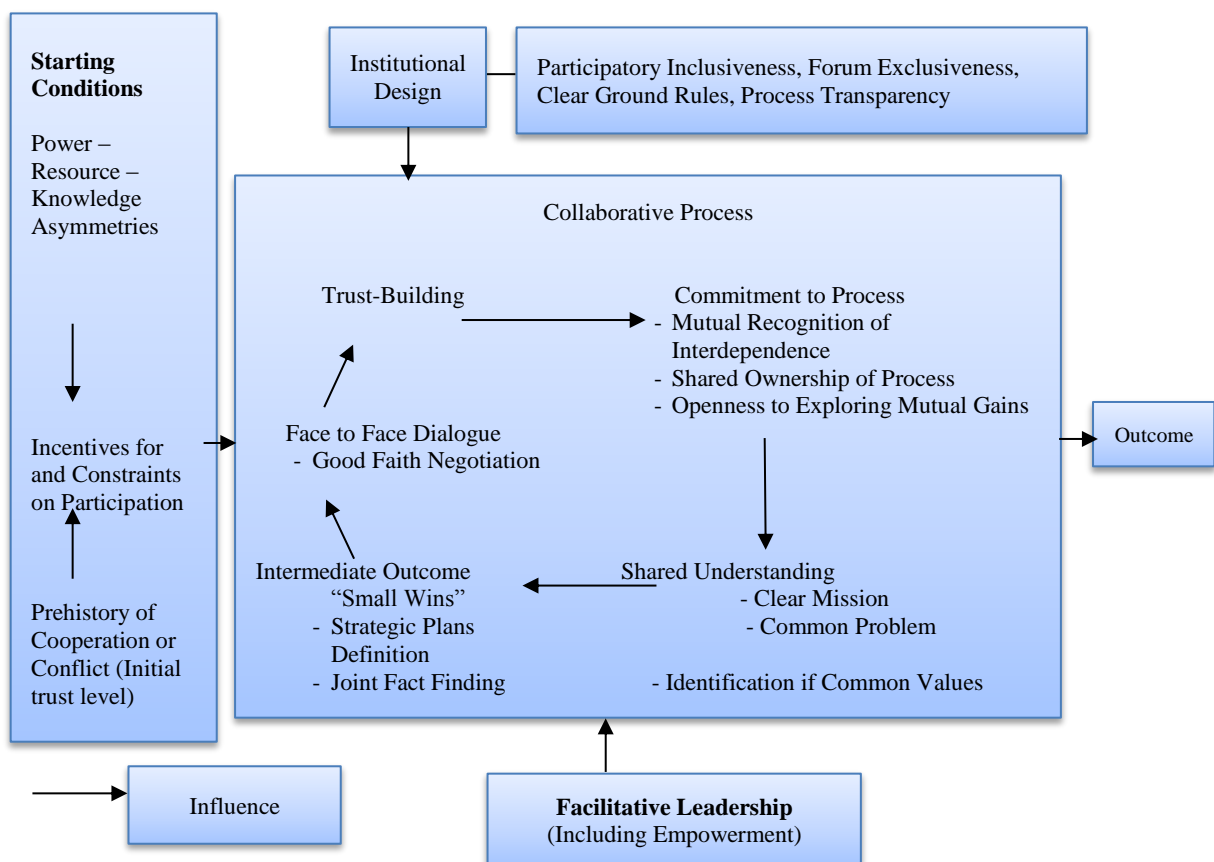 Starting
Conditions
Power –
Resource –
Knowledge
Asymmetries
Incentives for
and Constraints
on Participation
Prehistory of
Cooperation or
Conflict (Initial
trust level)
Institutional
Design
Participatory Inclusiveness, Forum Exclusiveness,
Clear Ground Rules, Process Transparency
Collaborative Process
Trust-Building
Commitment to Process
- Mutual Recognition of
Interdependence
- Shared Ownership of Process
- Openness to Exploring Mutual Gains
Face to Face Dialogue
- Good Faith Negotiation
Intermediate Outcome
“Small Wins”
- Strategic Plans
Definition
- Joint Fact Finding
Shared Understanding
- Clear Mission
- Common Problem
- Identification if Common Values
Outcome
Influence
Facilitative Leadership
(Including Empowerment)